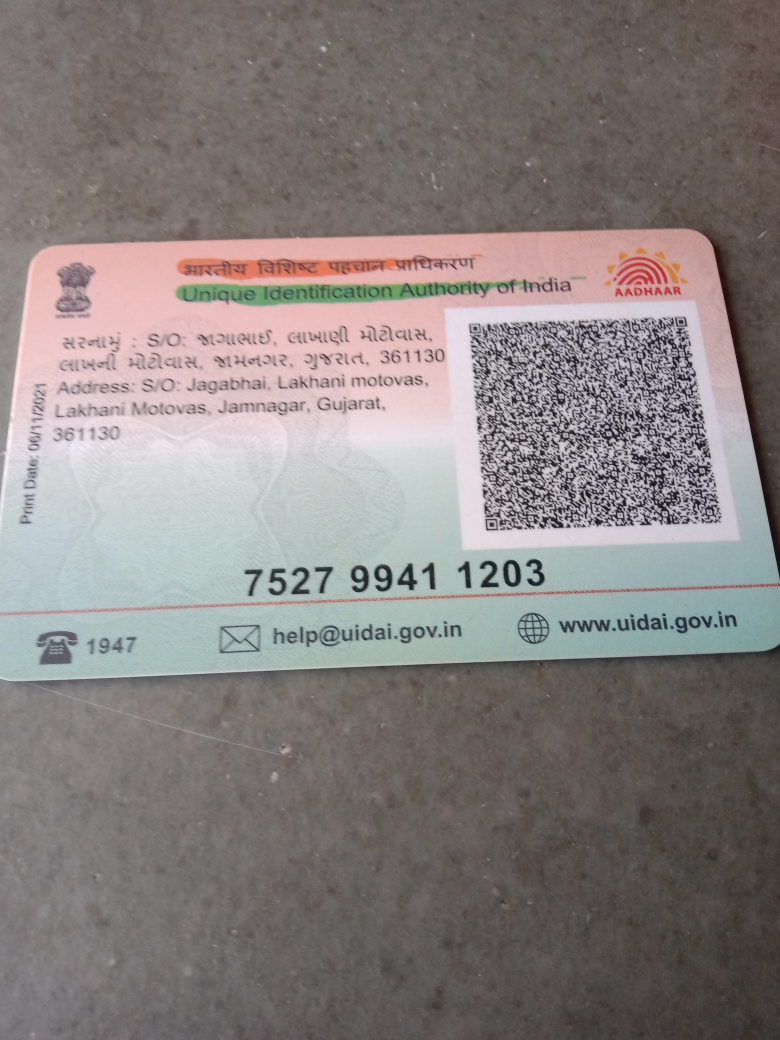 भारतीय विशिष्ट पहचान प्राधिकरण
Unique Identification Authority of India
AADHAAR
સરનામું : S/O: જાગાભાઈ, લાખાણી મોટીવાસ,
લાખની મોટીવાસ, જામનગર, ગુજરાત, 361130
Address: S/O: Jagabhai, Lakhani motovas,
Lakhani Motovas, Jamnagar, Gujarat,
361130
Print Date: 06/11/2021
7527 9941 1203
1947
help@uidai.gov.in
www.uidai.gov.in